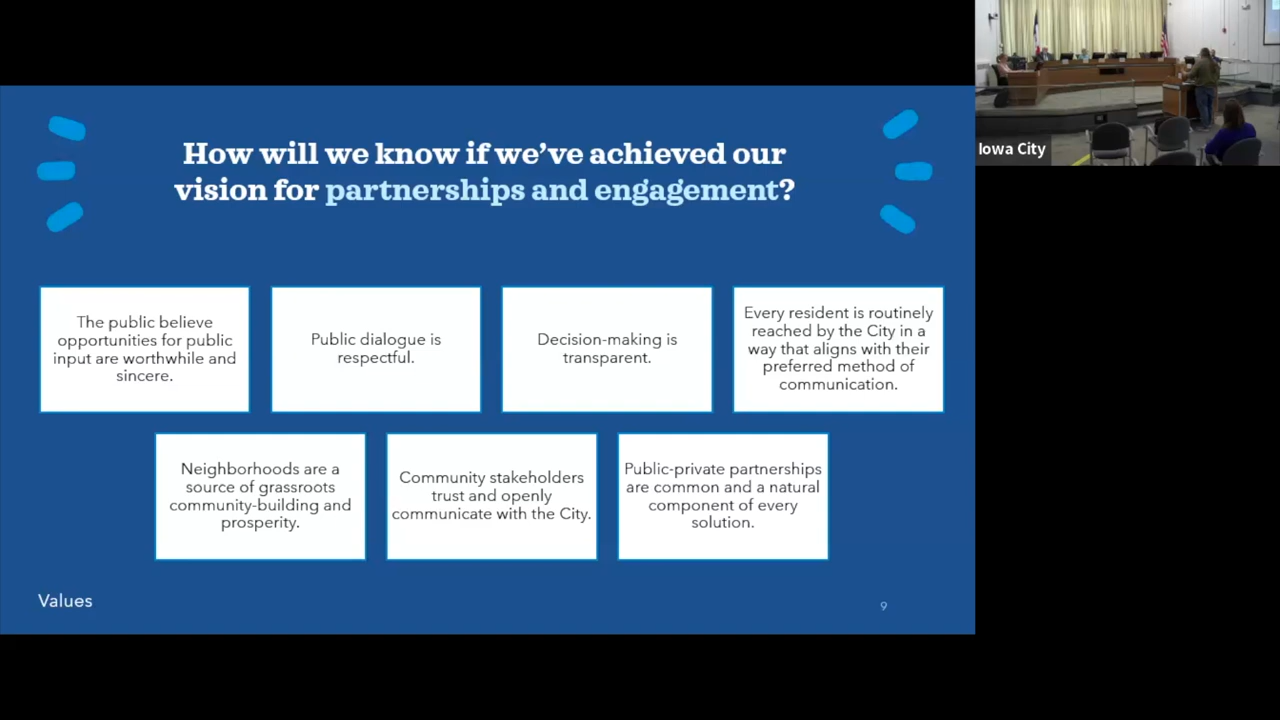 How will we know if we've achieved our
vision for partnerships and engagement?
The public believe
opportunities for public
input are worthwhile and
sincere.
Public dialogue is
respectful.
Decision-making is
transparent.
Every resident is routinely
reached by the City in a
way that aligns with their
preferred method of
communication.
Neighborhoods are a
source of grassroots
community-building and
prosperity.
Community stakeholders
trust and openly
communicate with the City.
Public-private partnerships
are common and a natural
component of every
solution.
Values
9
Iowa City